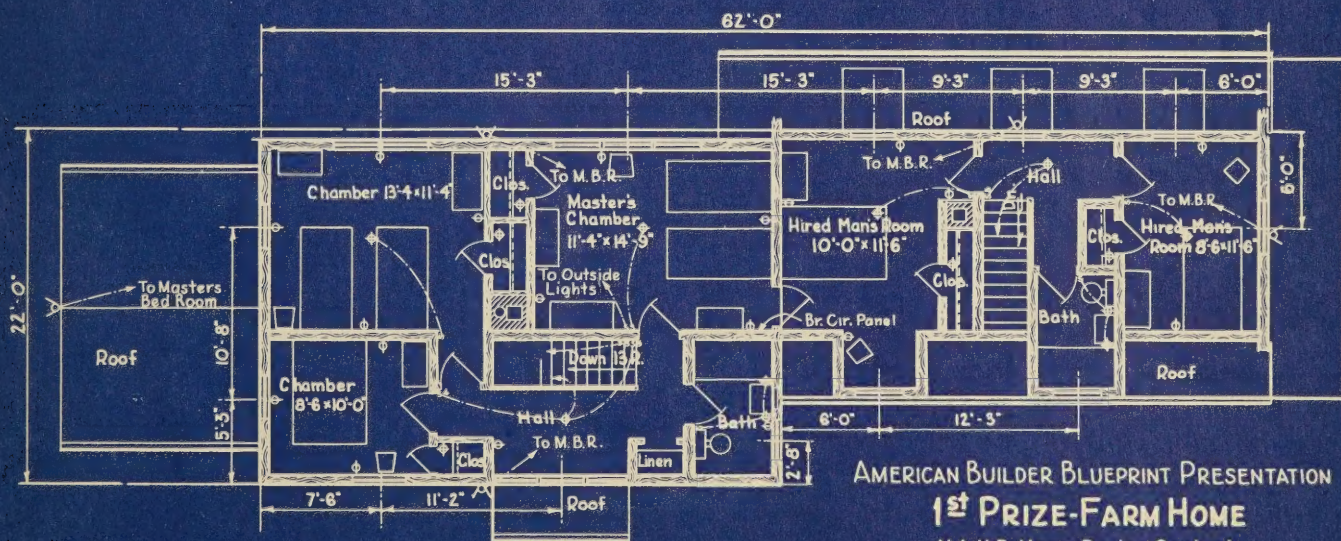 62'-0"
15'-3"
15'-3"
9'-3"
9'-3"
6'-0"
Roof
To M.B.R.
To M.B.R.
Hall
6'-0"
Chamber 13'-4"x11'-4"
Clos.
Master's
Chamber
11'-4"x14'-9"
Hired Man's Room
10'-0"x11'-6"
Dn.
To M.B.R.
Clos.
Hired Man's
Room 8'-6"x11'-6"
22'-0"
To Masters
Bed Room
Clos.
To Outside
Lights
Clos.
Bath
Br. Cir. Panel
10'-8"
Roof
Down 13 R.
Roof
Chamber
8'-6"x10'-0"
5'-3"
Hall
Bath
6'-0"
12'-3"
To M.B.R.
Clos.
Linen
2'-8"
7'-6"
11'-2"
Roof
AMERICAN BUILDER BLUEPRINT PRESENTATION
1st PRIZE-FARM HOME